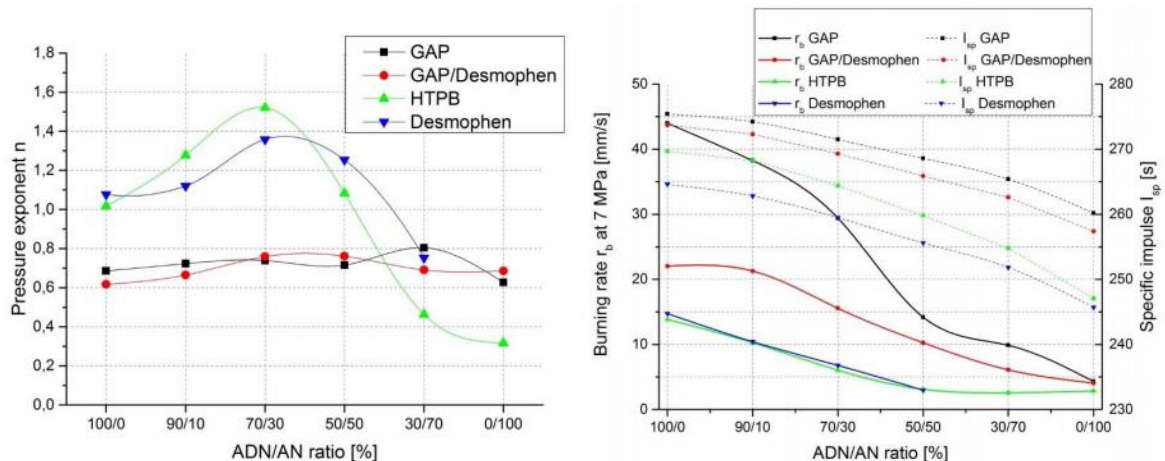 1,8
1,6
1,4
1,2
1,0
0,8
0,6
0,4
0,2
0,0
Pressure exponent n
GAP
GAP/Desmophen
HTPB
Desmophen
100/0 90/10 70/30 50/50 30/70 0/100
ADN/AN ratio [%]
r_b GAP
r_b GAP/Desmophen
r_b HTPB
r_b Desmophen
I_sp GAP
I_sp GAP/Desmophen
I_sp HTPB
I_sp Desmophen
50
40
30
20
10
0
Burning rate r_b at 7 MPa [mm/s]
280
270
260
250
240
230
Specific impulse I_sp [s]
100/0 90/10 70/30 50/50 30/70 0/100
ADN/AN ratio [%]